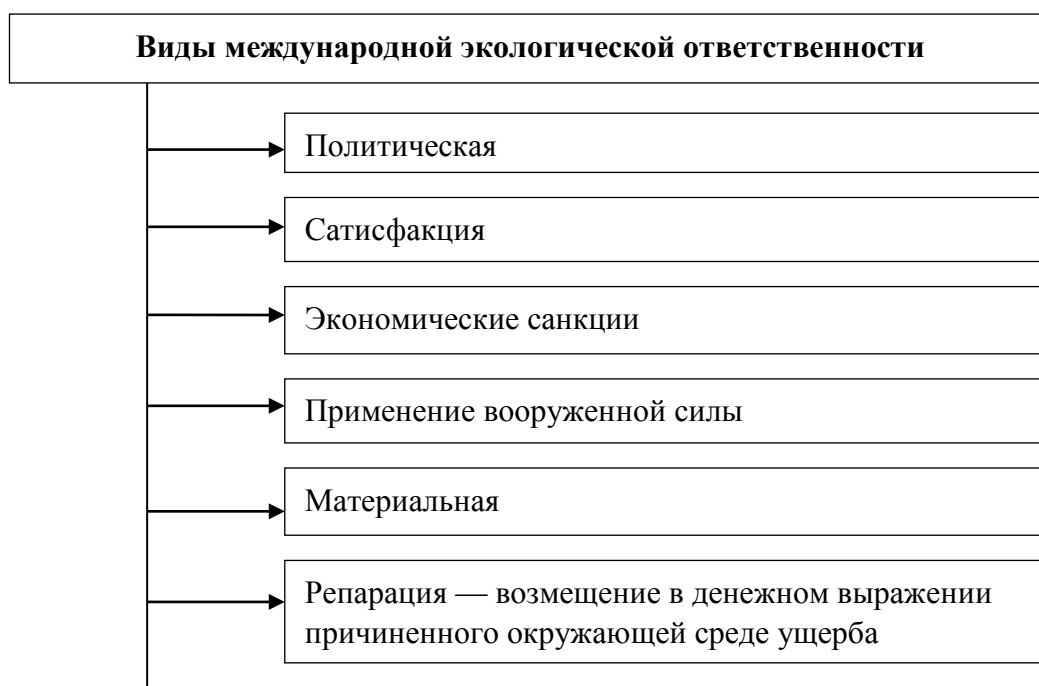 Виды международной экологической ответственности
Политическая
Сатисфакция
Экономические санкции
Применение вооруженной силы
Материальная
Репарация — возмещение в денежном выражении
причиненного окружающей среде ущерба